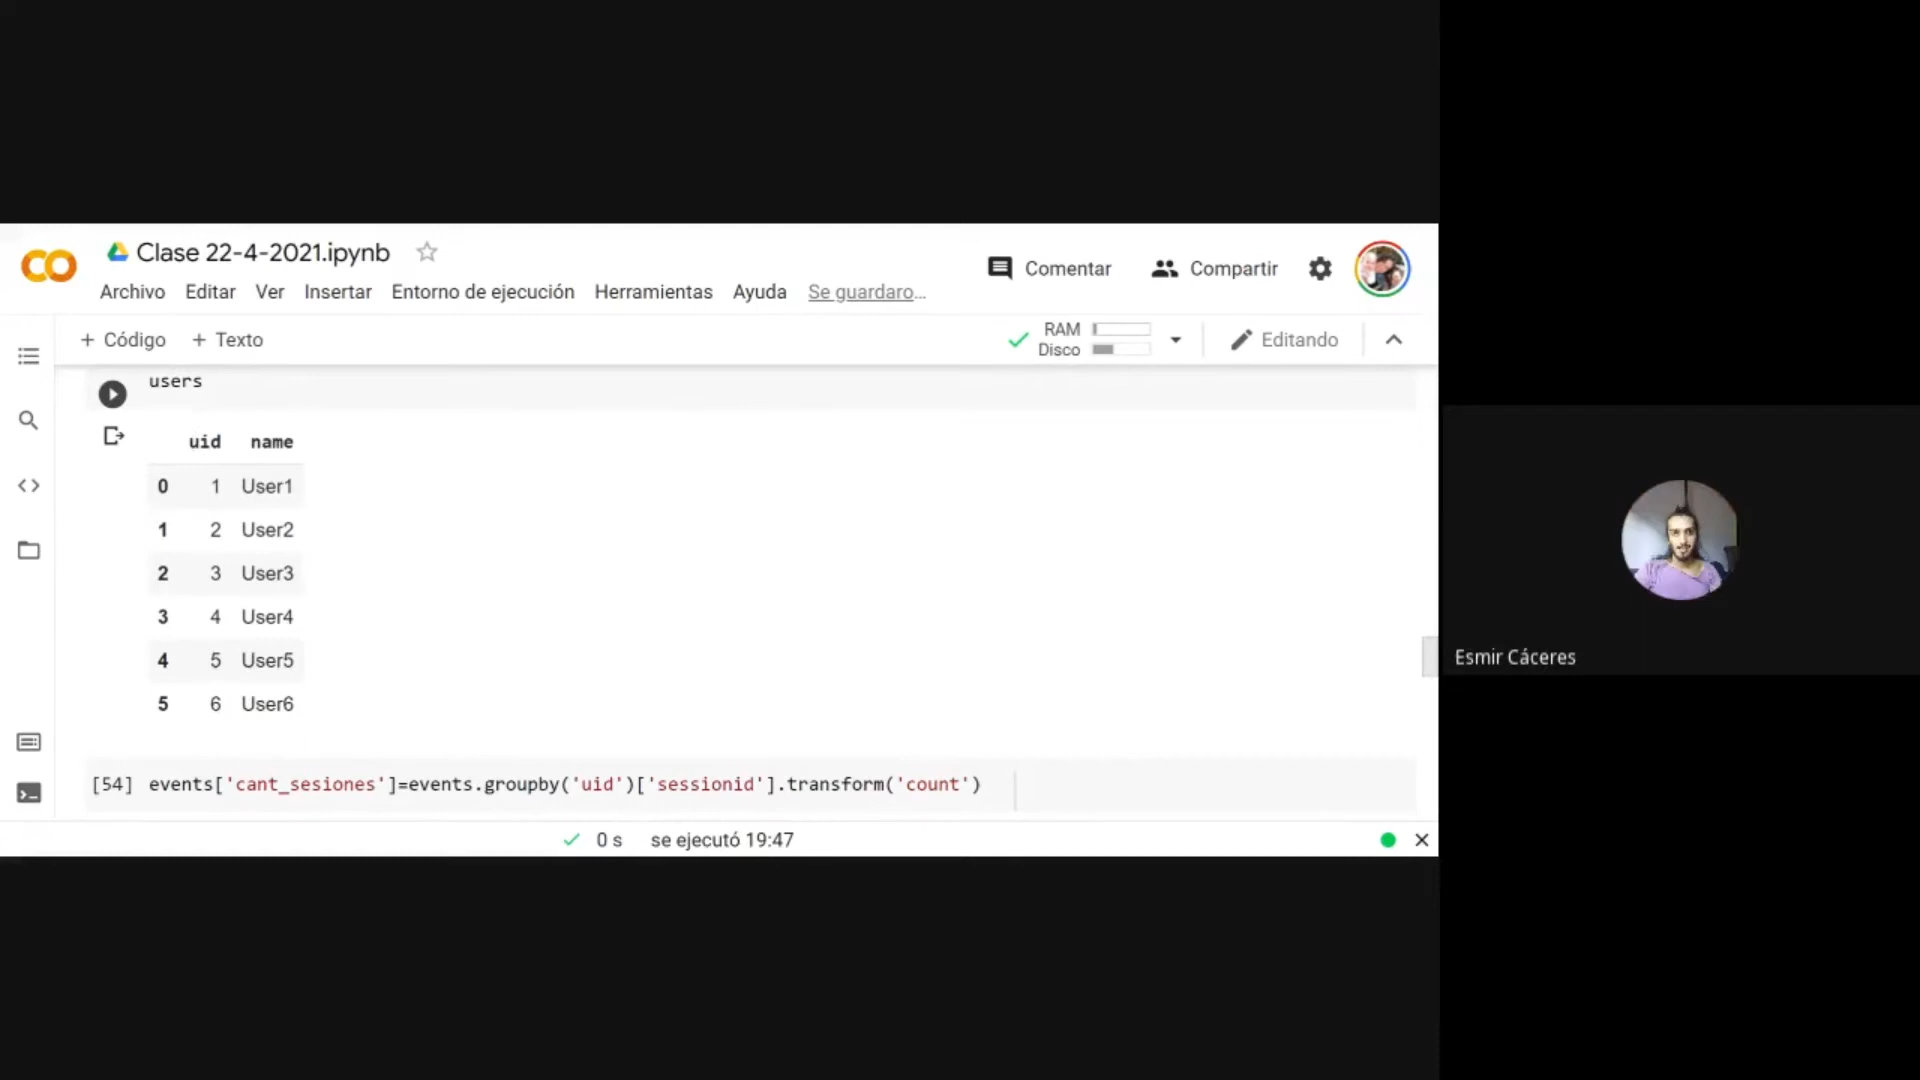 Clase 22-4-2021.ipynb
Comentar
Compartir
Archivo Editar Ver Insertar Entorno de ejecución Herramientas Ayuda Se guardaro...
+ Código + Texto
RAM
Disco
Editando
users
uid name
0 1 User1
1 2 User2
2 3 User3
3 4 User4
4 5 User5
5 6 User6
[54] events['cant_sesiones']=events.groupby('uid')['sessionid'].transform('count')
0 s se ejecutó 19:47
Esmir Cáceres